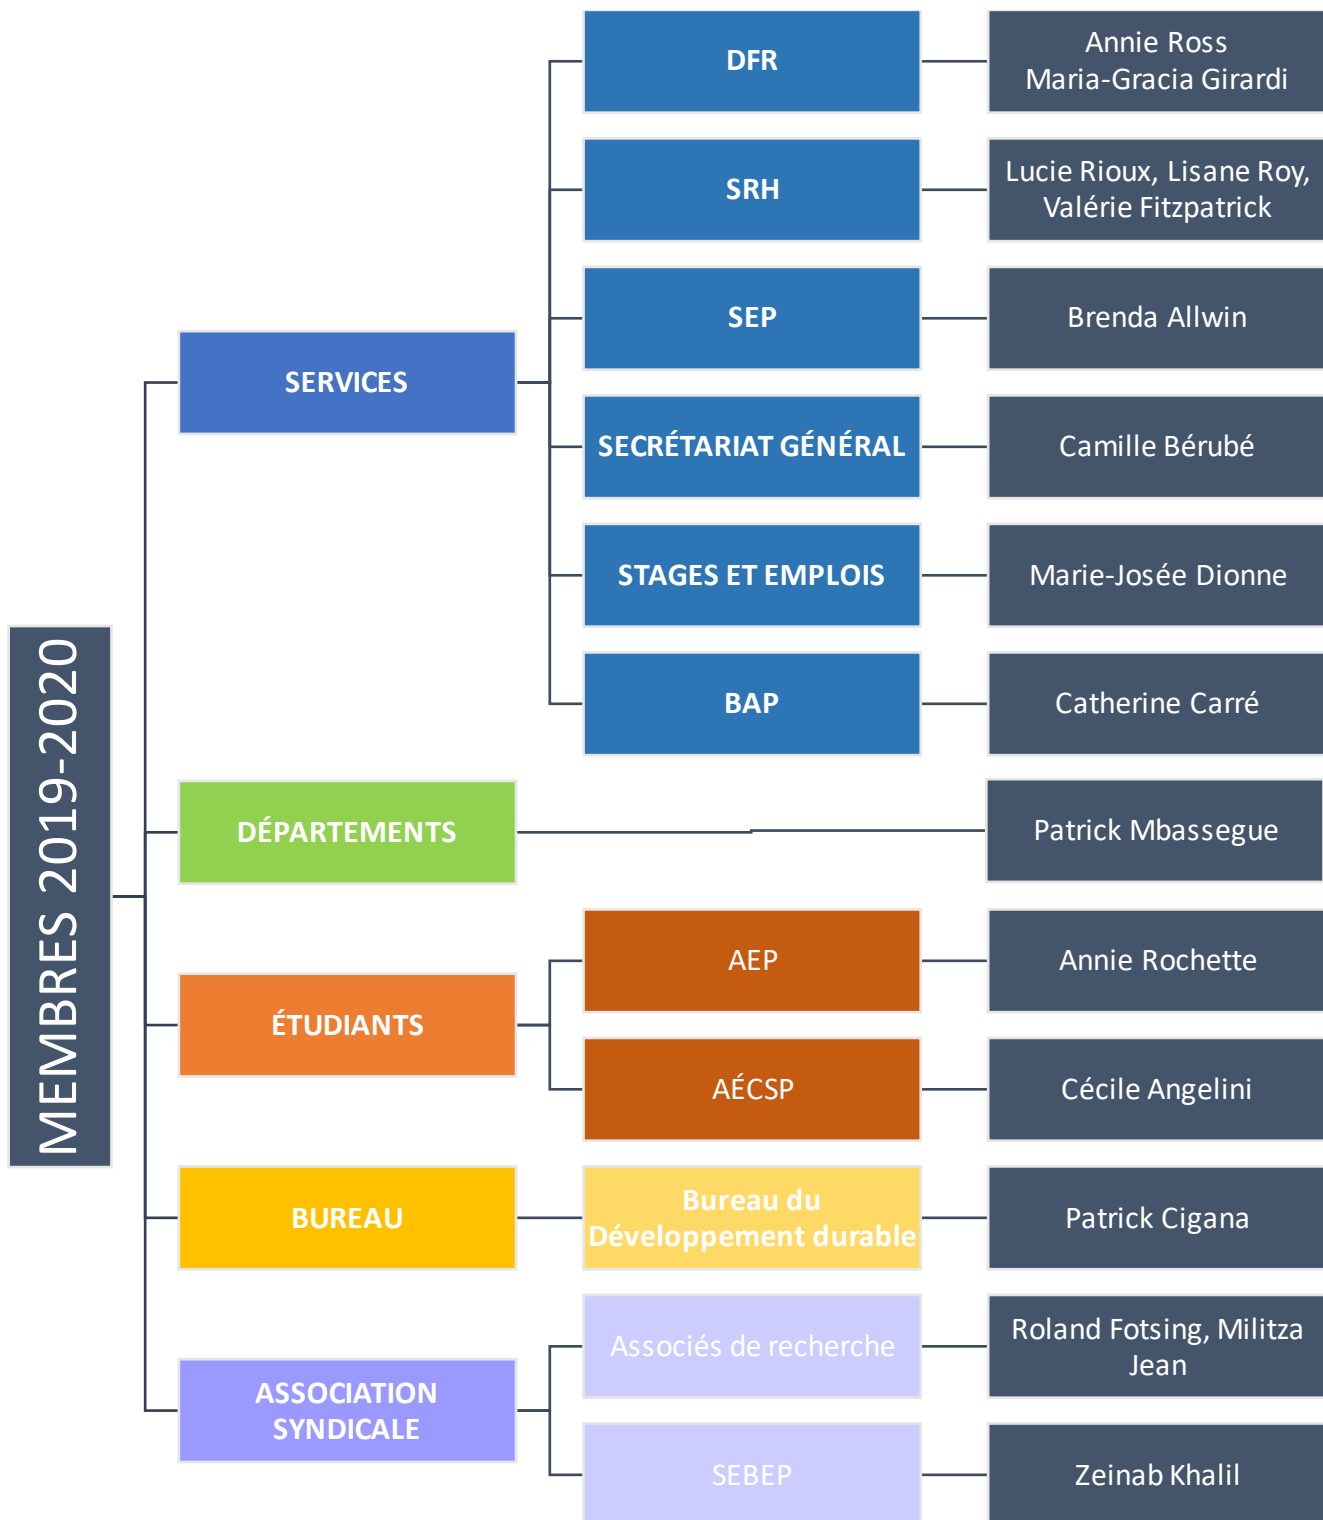 MEMBRES 2019-2020
SERVICES
DFR
Annie Ross
Maria-Gracia Girardi
SRH
Lucie Rioux, Lisane Roy,
Valérie Fitzpatrick
SEP
Brenda Allwin
SECRÉTARIAT GÉNÉRAL
Camille Bérubé
STAGES ET EMPLOIS
Marie-Josée Dionne
BAP
Catherine Carré
DÉPARTEMENTS
Patrick Mbassegue
ÉTUDIANTS
AEP
Annie Rochette
AÉCSP
Cécile Angelini
BUREAU
Bureau du
Développement durable
Patrick Cigana
ASSOCIATION
SYNDICALE
Associés de recherche
Roland Fotsing, Militza
Jean
SEBEP
Zeinab Khalil